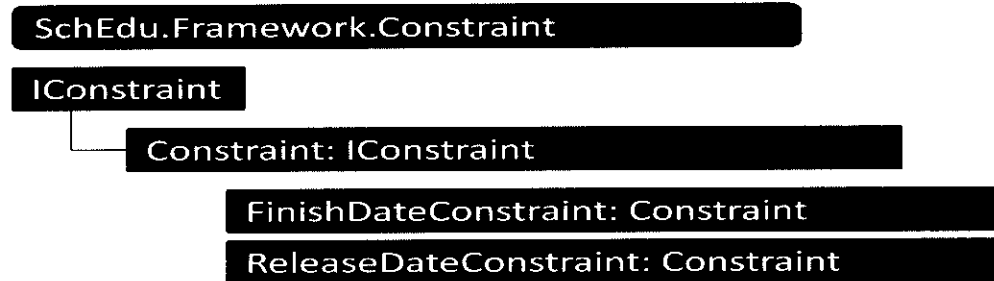 SchEdu.Framework.Constraint
IConstraint
Constraint: IConstraint
FinishDateConstraint: Constraint
ReleaseDateConstraint: Constraint